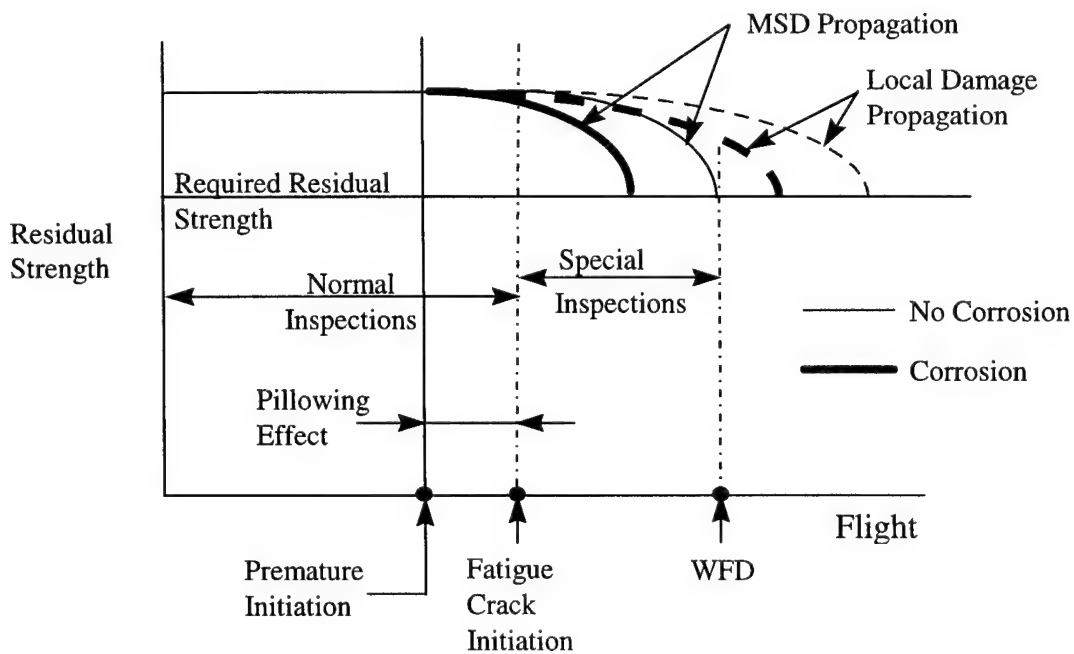 MSD Propagation
Local Damage
Propagation
Required Residual
Strength
Residual
Strength
Special
Inspections
Normal
Inspections
No Corrosion
Corrosion
Pillowing
Effect
Flight
Premature
Initiation
Fatigue
Crack
Initiation
WFD